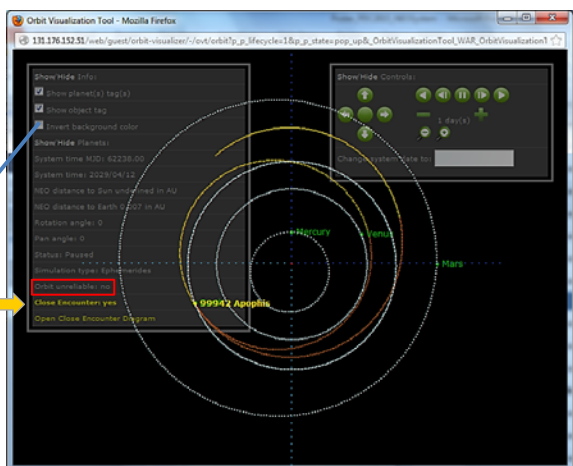 Orbit Visualization Tool - Mozilla Firefox
131.176.152.51/web/guest/orbit-visualizer/-/ovt/orbit?p_p_lifecycle=1&p_p_state=pop_up&_OrbitVisualizationTool_WAR_OrbitVisualizationT
Show/Hide Info:
Show planet(s) tag(s)
Show object tag
Invert background color
Show/Hide Planets:
System time MJD: 62238.00
System time: 2029/04/12
NEO distance to Sun undefined in AU
NEO distance to Earth 0.007 in AU
Rotation angle: 0
Pan angle: 0
Status: Paused
Simulation type: Ephemerides
Orbit unreliable: no
Close Encounter: yes
Open Close Encounter Diagram
Show/Hide Controls:
1 day(s)
Change system date to:
Mercury
Venus
Mars
99942 Apophis